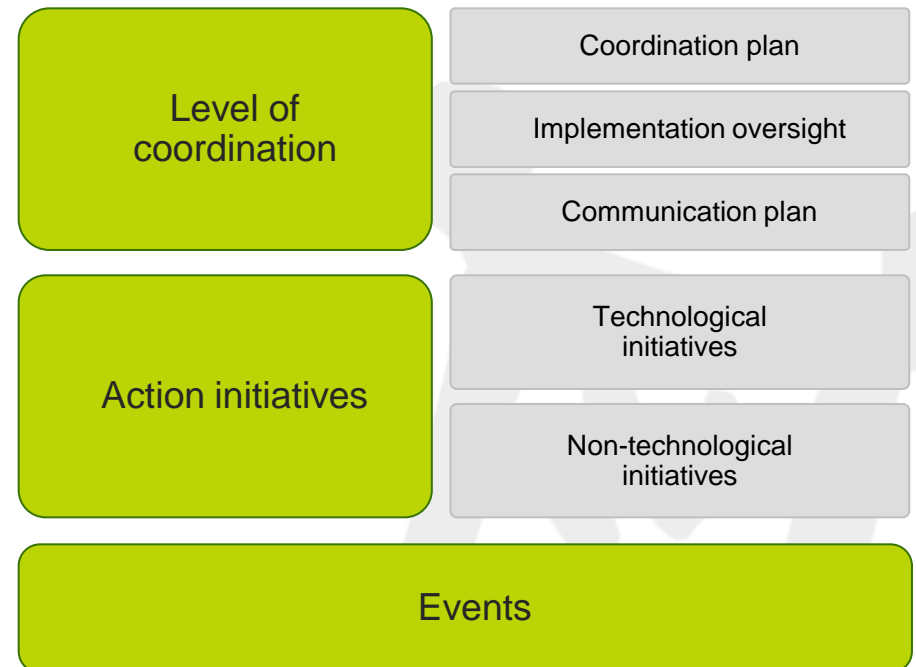 Level of
coordination
Coordination plan
Implementation oversight
Communication plan
Action initiatives
Technological
initiatives
Non-technological
initiatives
Events